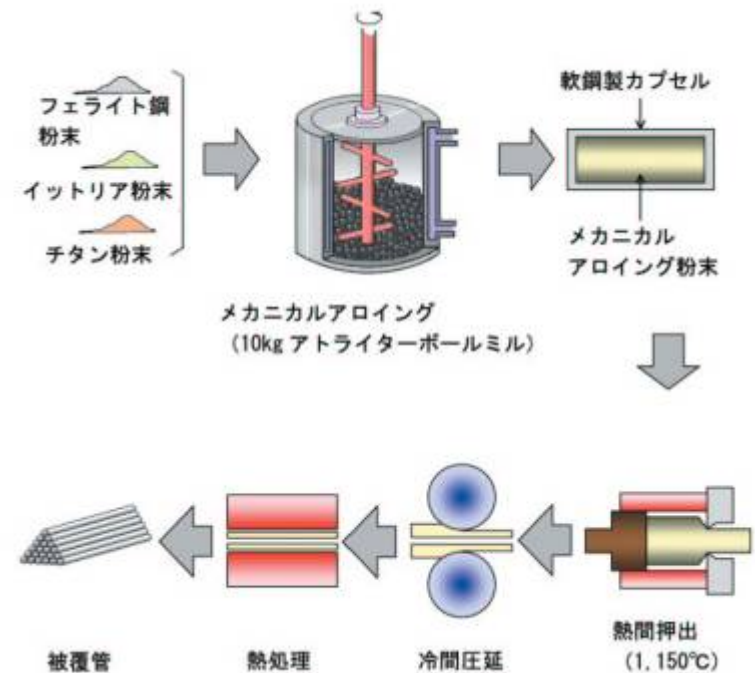 フェライト鋼
粉末
イットリア粉末
チタン粉末
メカニカルアロイング
(10kg アトライターボールミル)
軟鋼製カプセル
メカニカル
アロイング粉末
被覆管
熱処理
冷間圧延
熱間押出
(1,150℃)